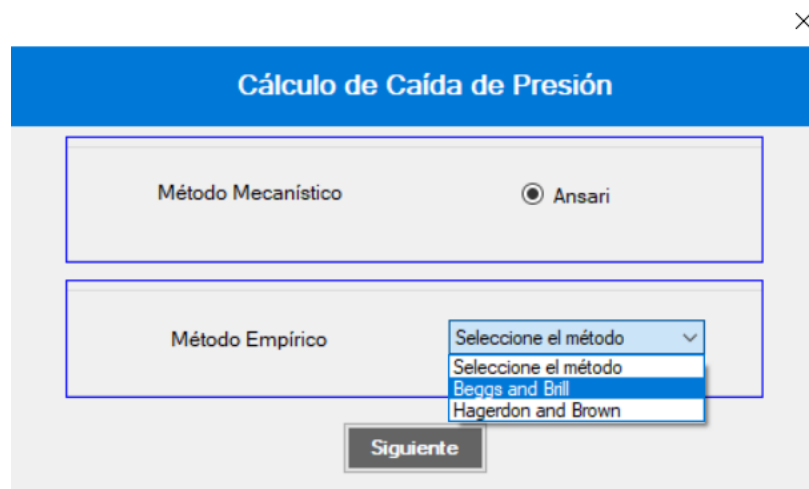 Cálculo de Caída de Presión
Método Mecanístico
Ansari
Método Empírico
Seleccione el método
Seleccione el método
Beggs and Brill
Hagerdon and Brown
Siguiente